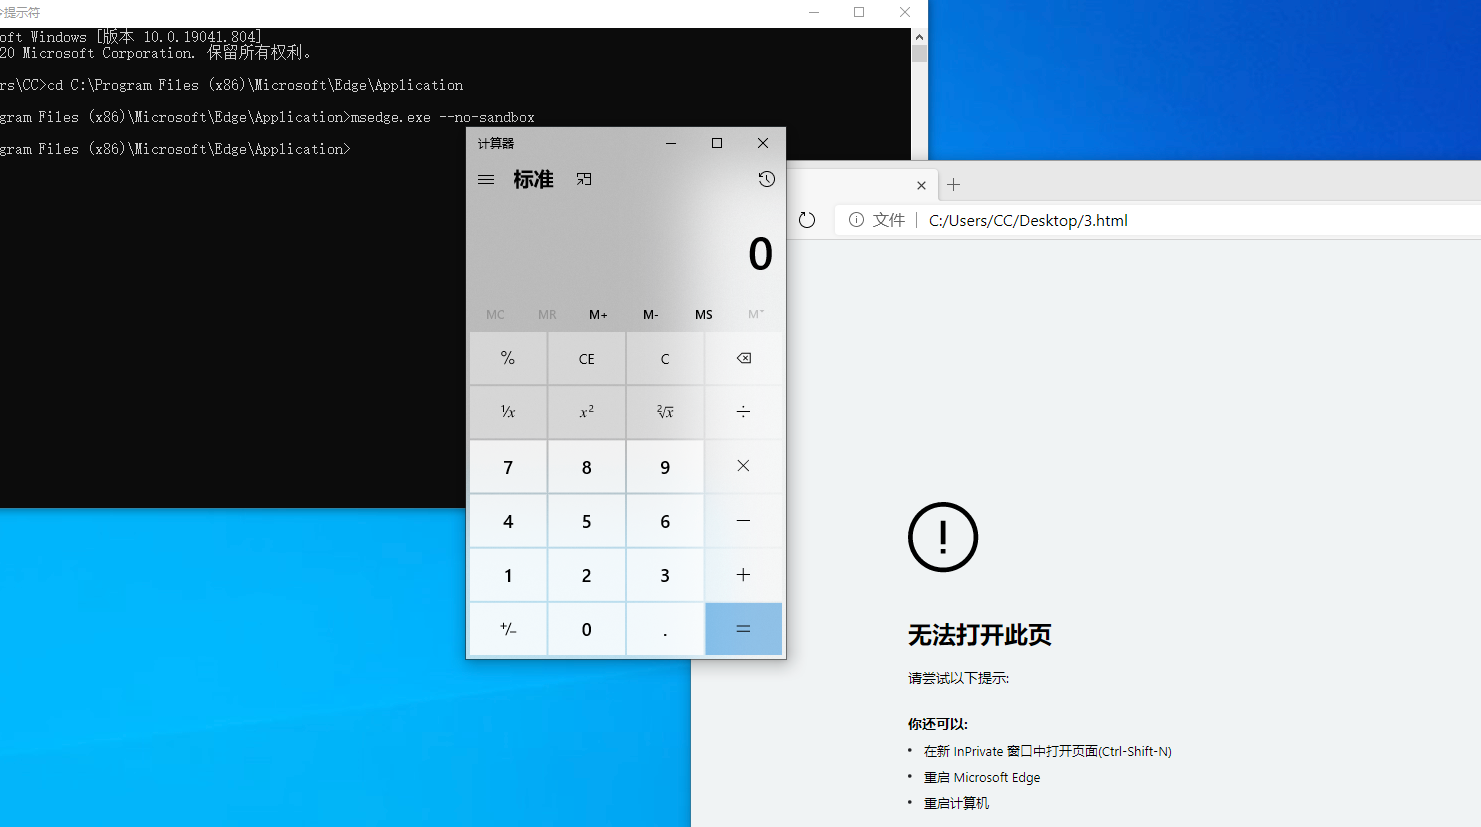 令提示符
oft Windows [版本 10.0.19041.804]
20 Microsoft Corporation. 保留所有权利。
rs\CC>cd C:\Program Files (x86)\Microsoft\Edge\Application
gram Files (x86)\Microsoft\Edge\Application>msedge.exe --no-sandbox
gram Files (x86)\Microsoft\Edge\Application>
计算器
标准
0
MC MR M+ M- MS M˅
% CE C
¹/x x² ²√x ÷
7 8 9 ×
4 5 6 −
1 2 3 +
+/− 0 . =
文件 | C:/Users/CC/Desktop/3.html
!
无法打开此页
请尝试以下提示:
你还可以:
• 在新 InPrivate 窗口中打开页面(Ctrl-Shift-N)
• 重启 Microsoft Edge
• 重启计算机